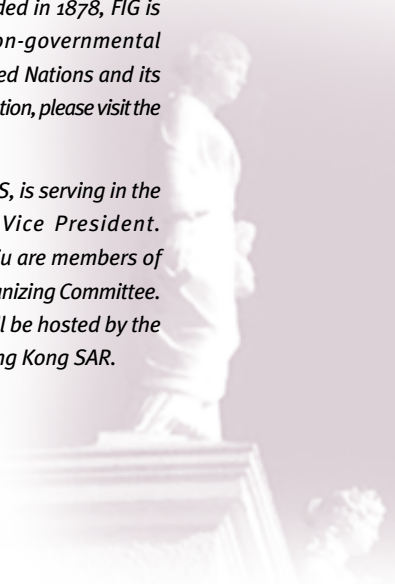 ded in 1878, FIG is
on-governmental
ed Nations and its
tion, please visit the
S, is serving in the
Vice President.
u are members of
nizing Committee.
ll be hosted by the
ng Kong SAR.